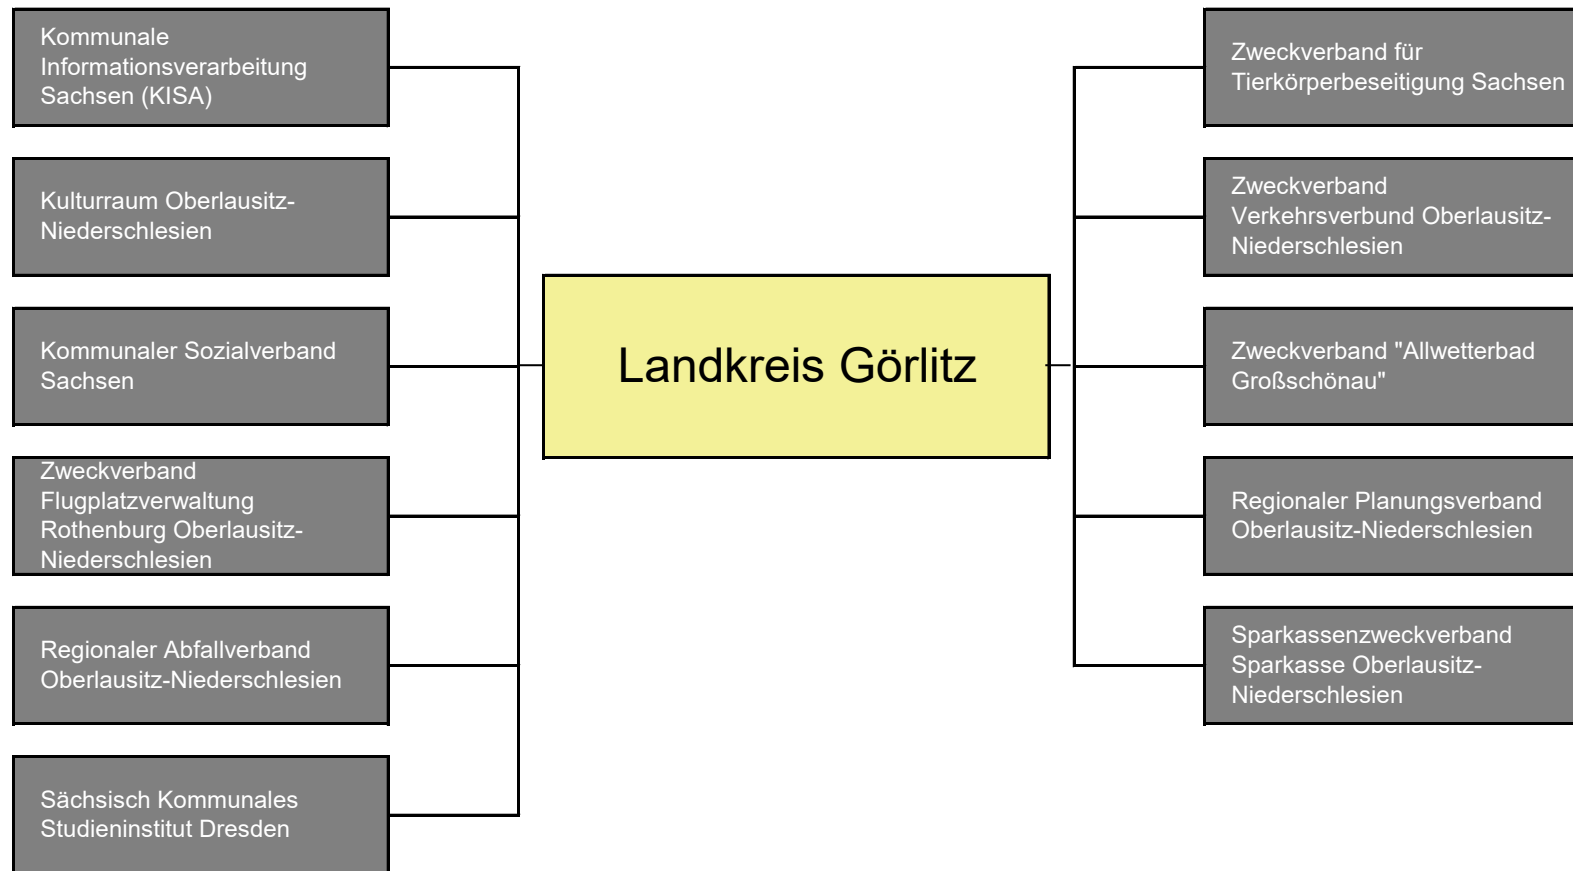 Kommunale
Informationsverarbeitung
Sachsen (KISA)
Kulturraum Oberlausitz-
Niederschlesien
Kommunaler Sozialverband
Sachsen
Zweckverband
Flugplatzverwaltung
Rothenburg Oberlausitz-
Niederschlesien
Regionaler Abfallverband
Oberlausitz-Niederschlesien
Sächsisch Kommunales
Studieninstitut Dresden
Landkreis Görlitz
Zweckverband für
Tierkörperbeseitigung Sachsen
Zweckverband
Verkehrsverbund Oberlausitz-
Niederschlesien
Zweckverband "Allwetterbad
Großschönau"
Regionaler Planungsverband
Oberlausitz-Niederschlesien
Sparkassenzweckverband
Sparkasse Oberlausitz-
Niederschlesien